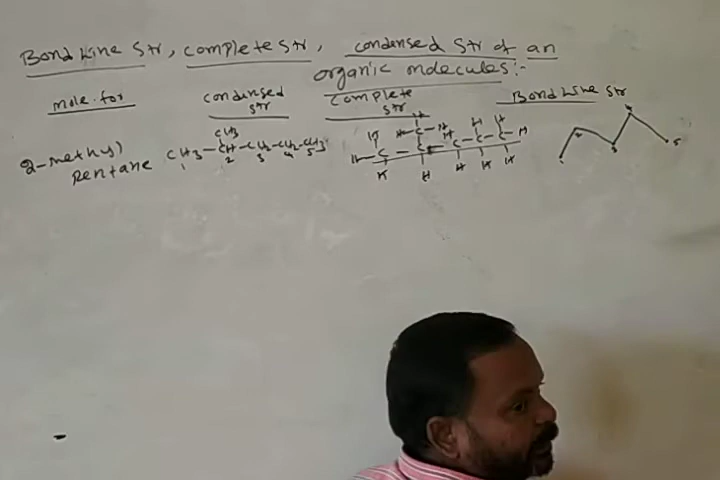 Bond Line Str, complete str, condensed str of an
organic molecules:-
mole. for condensed str complete str Bond Line Str
2-methyl pentane
CH3
CH3 - CH - CH2 - CH2 - CH3
1 2 3 4 5
H H H H H
H - C - C - C - C - C - H
H H H H H